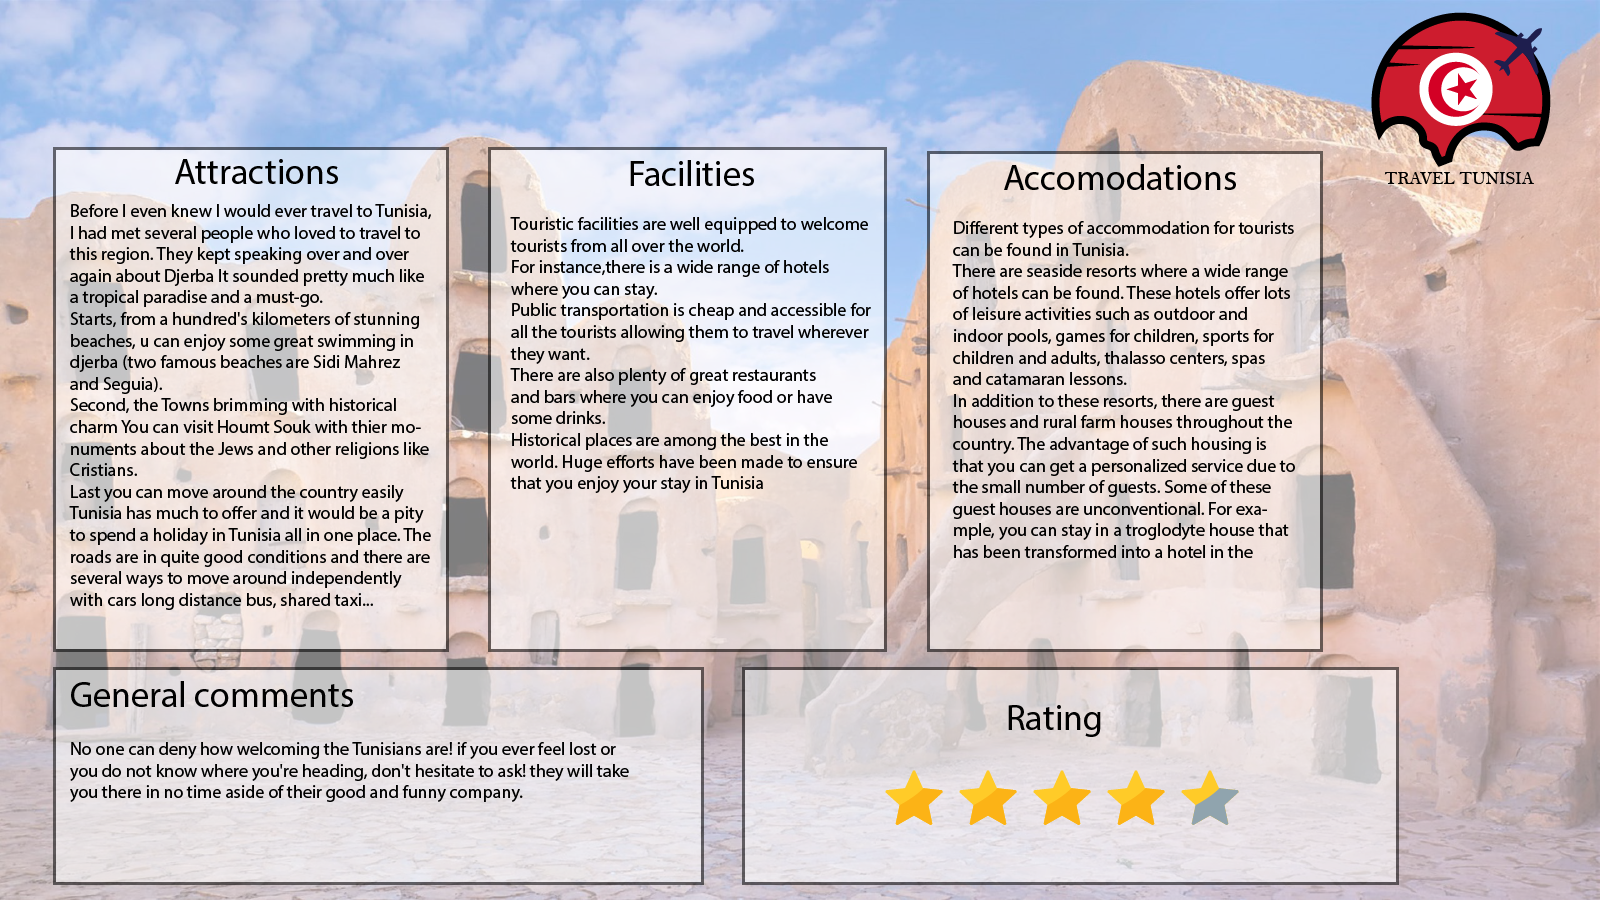 TRAVEL TUNISIA
Attractions
Before I even knew I would ever travel to Tunisia,
I had met several people who loved to travel to
this region. They kept speaking over and over
again about Djerba It sounded pretty much like
a tropical paradise and a must-go.
Starts, from a hundred's kilometers of stunning
beaches, u can enjoy some great swimming in
djerba (two famous beaches are Sidi Mahrez
and Seguia).
Second, the Towns brimming with historical
charm You can visit Houmt Souk with thier mo-
numents about the Jews and other religions like
Cristians.
Last you can move around the country easily
Tunisia has much to offer and it would be a pity
to spend a holiday in Tunisia all in one place. The
roads are in quite good conditions and there are
several ways to move around independently
with cars long distance bus, shared taxi...
Facilities
Touristic facilities are well equipped to welcome
tourists from all over the world.
For instance,there is a wide range of hotels
where you can stay.
Public transportation is cheap and accessible for
all the tourists allowing them to travel wherever
they want.
There are also plenty of great restaurants
and bars where you can enjoy food or have
some drinks.
Historical places are among the best in the
world. Huge efforts have been made to ensure
that you enjoy your stay in Tunisia
Accomodations
Different types of accommodation for tourists
can be found in Tunisia.
There are seaside resorts where a wide range
of hotels can be found. These hotels offer lots
of leisure activities such as outdoor and
indoor pools, games for children, sports for
children and adults, thalasso centers, spas
and catamaran lessons.
In addition to these resorts, there are guest
houses and rural farm houses throughout the
country. The advantage of such housing is
that you can get a personalized service due to
the small number of guests. Some of these
guest houses are unconventional. For exa-
mple, you can stay in a troglodyte house that
has been transformed into a hotel in the
General comments
No one can deny how welcoming the Tunisians are! if you ever feel lost or
you do not know where you're heading, don't hesitate to ask! they will take
you there in no time aside of their good and funny company.
Rating